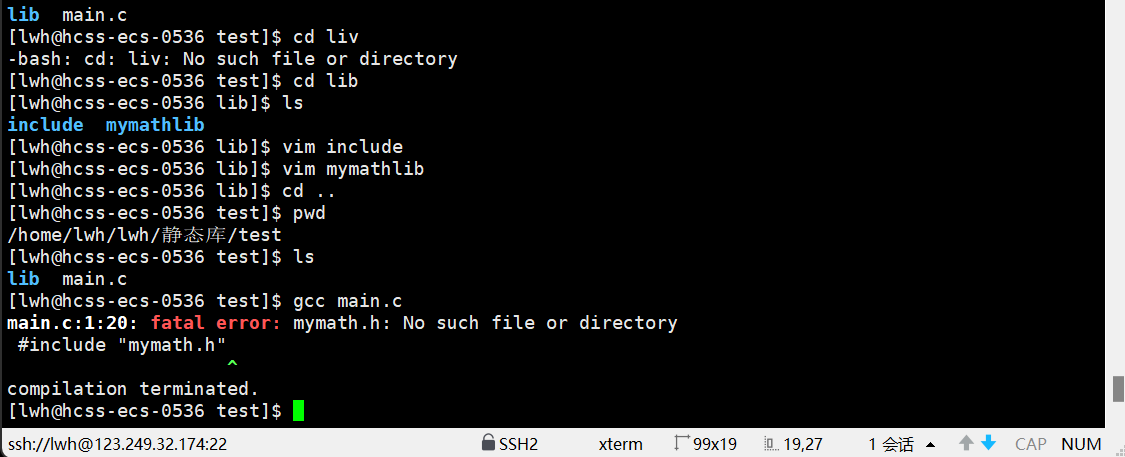 lib  main.c
[lwh@hcss-ecs-0536 test]$ cd liv
-bash: cd: liv: No such file or directory
[lwh@hcss-ecs-0536 test]$ cd lib
[lwh@hcss-ecs-0536 lib]$ ls
include  mymathlib
[lwh@hcss-ecs-0536 lib]$ vim include
[lwh@hcss-ecs-0536 lib]$ vim mymathlib
[lwh@hcss-ecs-0536 lib]$ cd ..
[lwh@hcss-ecs-0536 test]$ pwd
/home/lwh/lwh/静态库/test
[lwh@hcss-ecs-0536 test]$ ls
lib  main.c
[lwh@hcss-ecs-0536 test]$ gcc main.c
main.c:1:20: fatal error: mymath.h: No such file or directory
 #include "mymath.h"
                    ^
compilation terminated.
[lwh@hcss-ecs-0536 test]$
ssh://lwh@123.249.32.174:22 SSH2 xterm 99x19 19,27 1 会话 CAP NUM